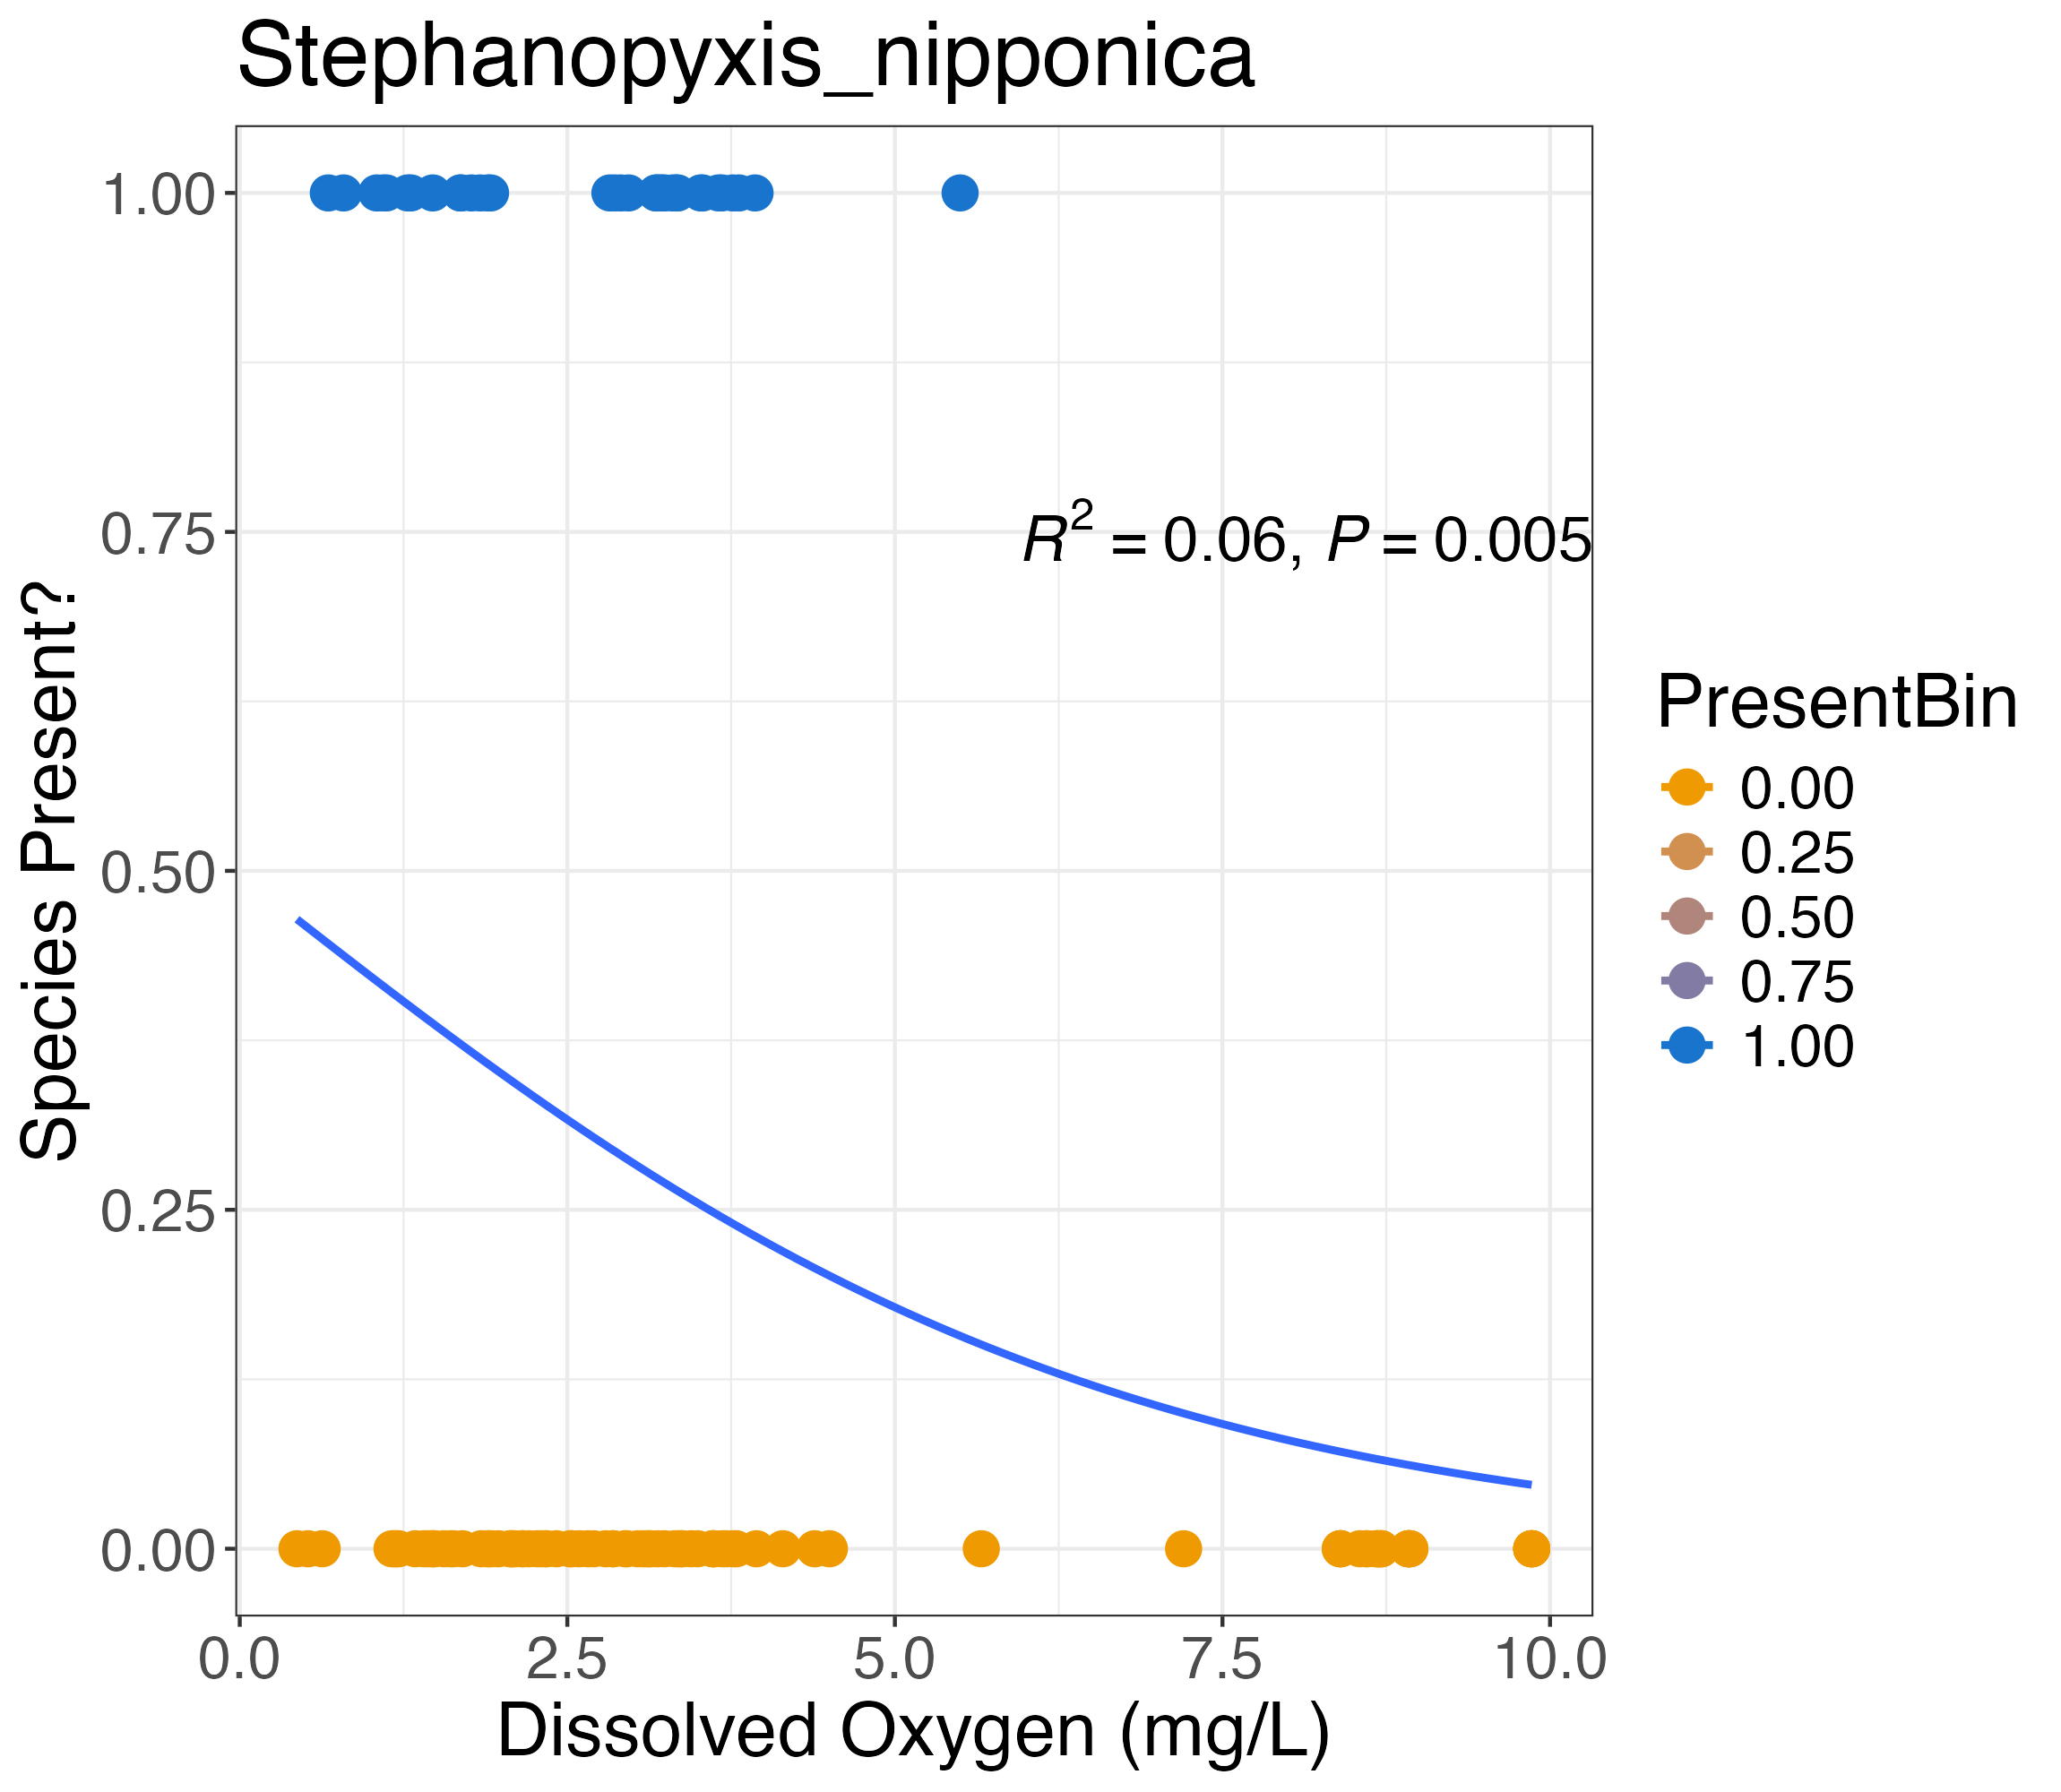 Stephanopyxis_nipponica
1.00
0.75
0.50
0.25
0.00
Species Present?
R² = 0.06, P = 0.005
0.0 2.5 5.0 7.5 10.0
Dissolved Oxygen (mg/L)
PresentBin
0.00
0.25
0.50
0.75
1.00